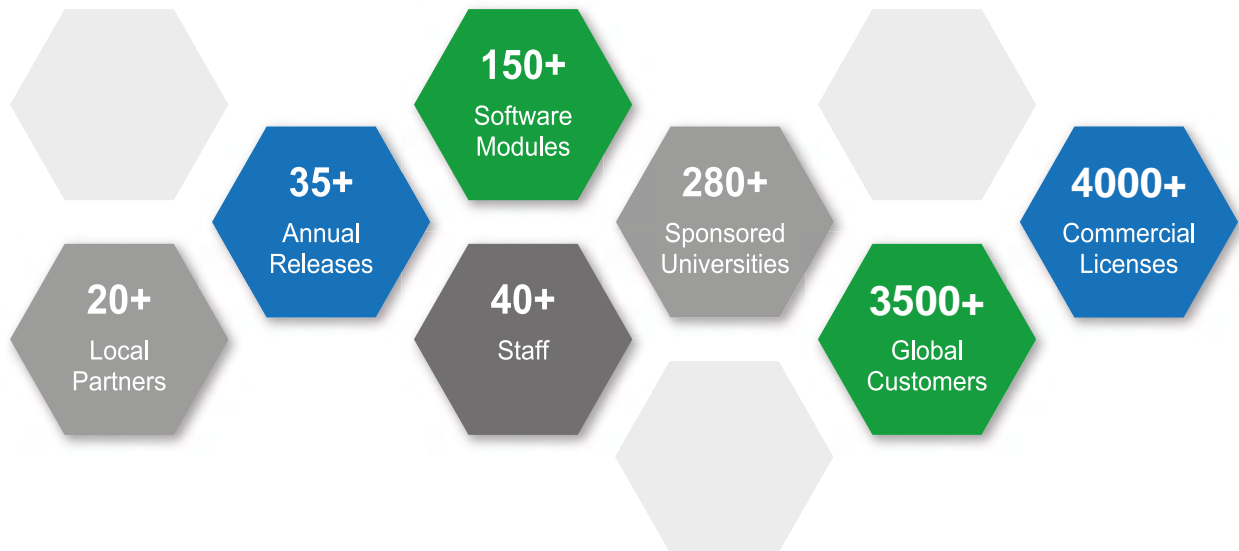 150+
Software
Modules
35+
Annual
Releases
280+
Sponsored
Universities
4000+
Commercial
Licenses
20+
Local
Partners
40+
Staff
3500+
Global
Customers